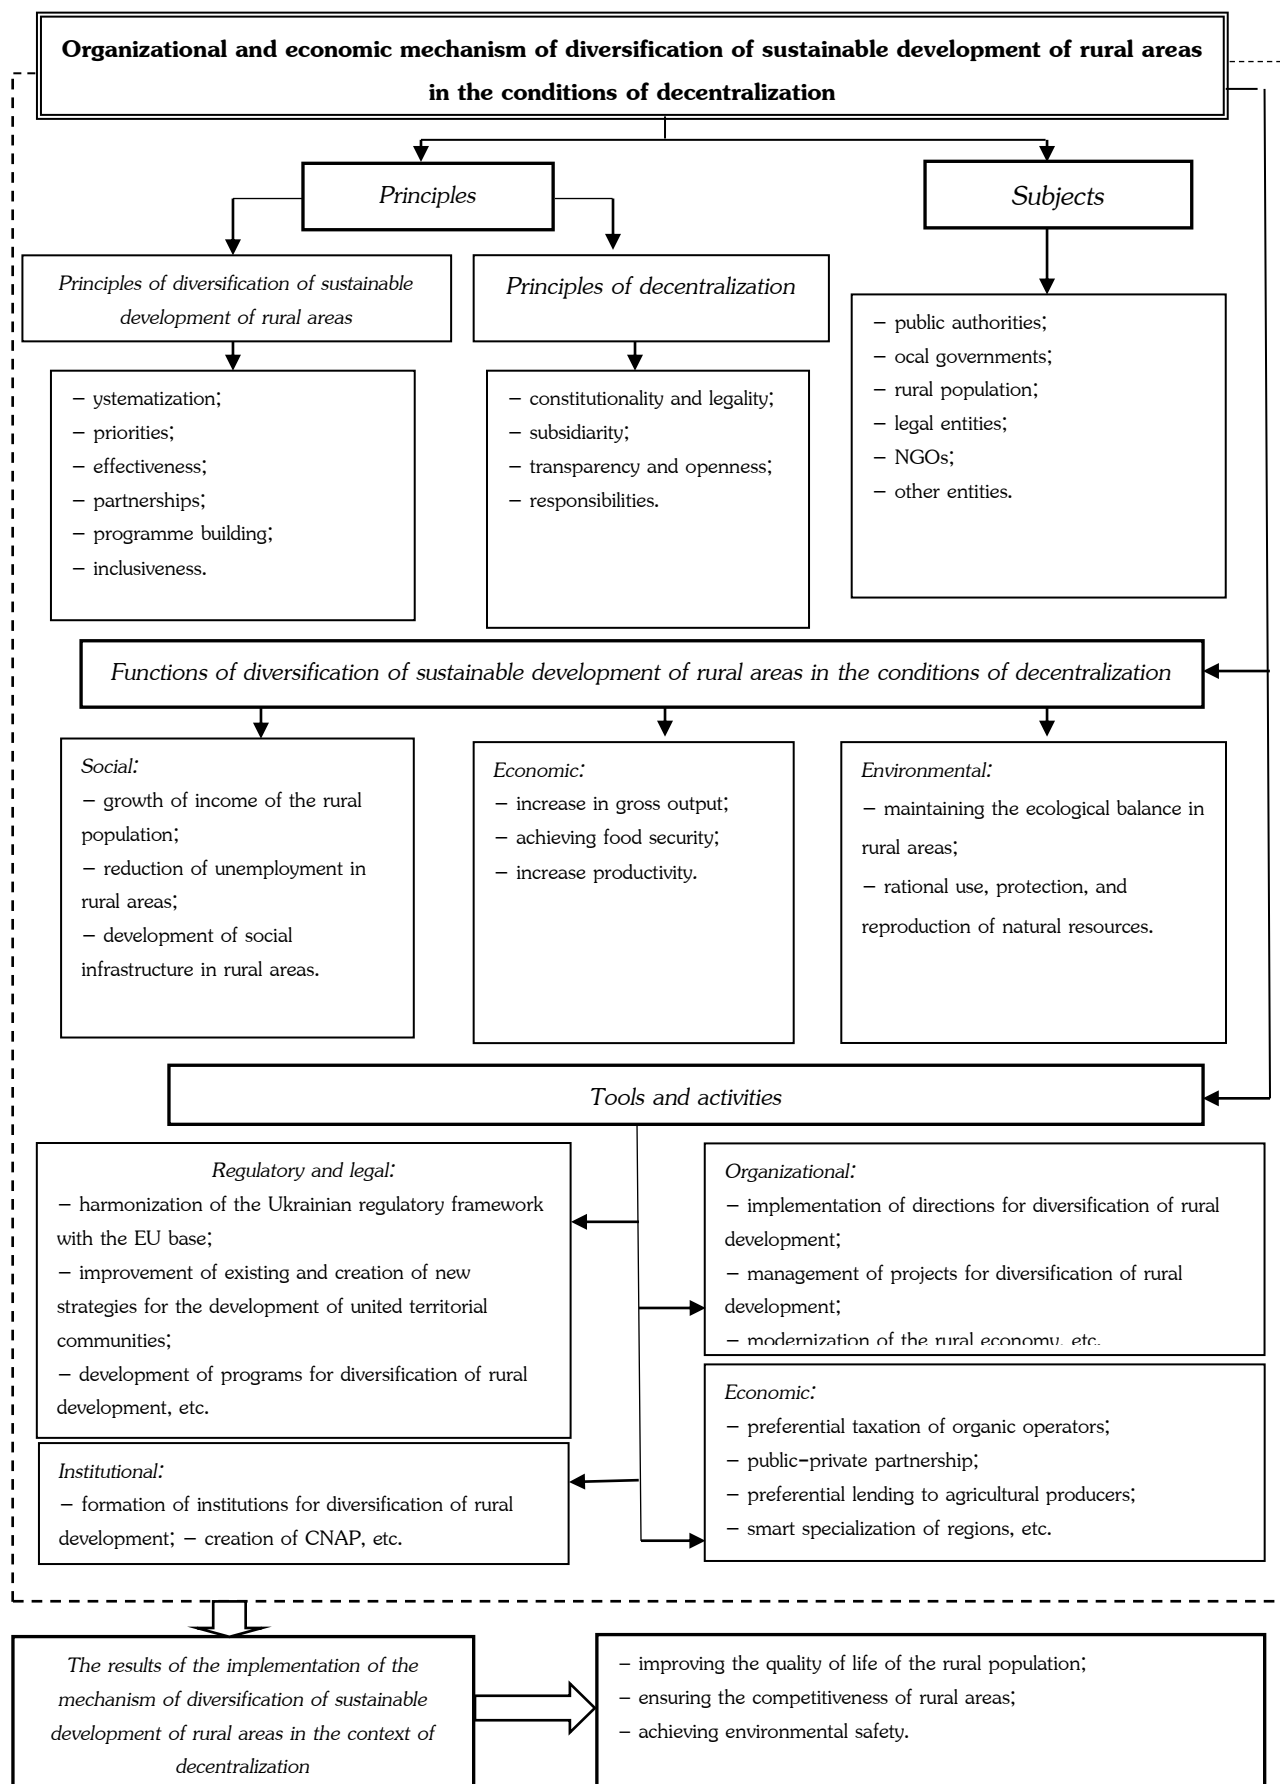 Organizational and economic mechanism of diversification of sustainable development of rural areas
in the conditions of decentralization
Principles
Subjects
Principles of diversification of sustainable
development of rural areas
Principles of decentralization
– ystematization;
– priorities;
– effectiveness;
– partnerships;
– programme building;
– inclusiveness.
– constitutionality and legality;
– subsidiarity;
– transparency and openness;
– responsibilities.
– public authorities;
– ocal governments;
– rural population;
– legal entities;
– NGOs;
– other entities.
Functions of diversification of sustainable development of rural areas in the conditions of decentralization
Social:
– growth of income of the rural
population;
– reduction of unemployment in
rural areas;
– development of social
infrastructure in rural areas.
Economic:
– increase in gross output;
– achieving food security;
– increase productivity.
Environmental:
– maintaining the ecological balance in
rural areas;
– rational use, protection, and
reproduction of natural resources.
Tools and activities
Regulatory and legal:
– harmonization of the Ukrainian regulatory framework
with the EU base;
– improvement of existing and creation of new
strategies for the development of united territorial
communities;
– development of programs for diversification of rural
development, etc.
Organizational:
– implementation of directions for diversification of rural
development;
– management of projects for diversification of rural
development;
– modernization of the rural economy, etc.
Institutional:
– formation of institutions for diversification of rural
development; – creation of CNAP, etc.
Economic:
– preferential taxation of organic operators;
– public-private partnership;
– preferential lending to agricultural producers;
– smart specialization of regions, etc.
The results of the implementation of the
mechanism of diversification of sustainable
development of rural areas in the context of
decentralization
– improving the quality of life of the rural population;
– ensuring the competitiveness of rural areas;
– achieving environmental safety.